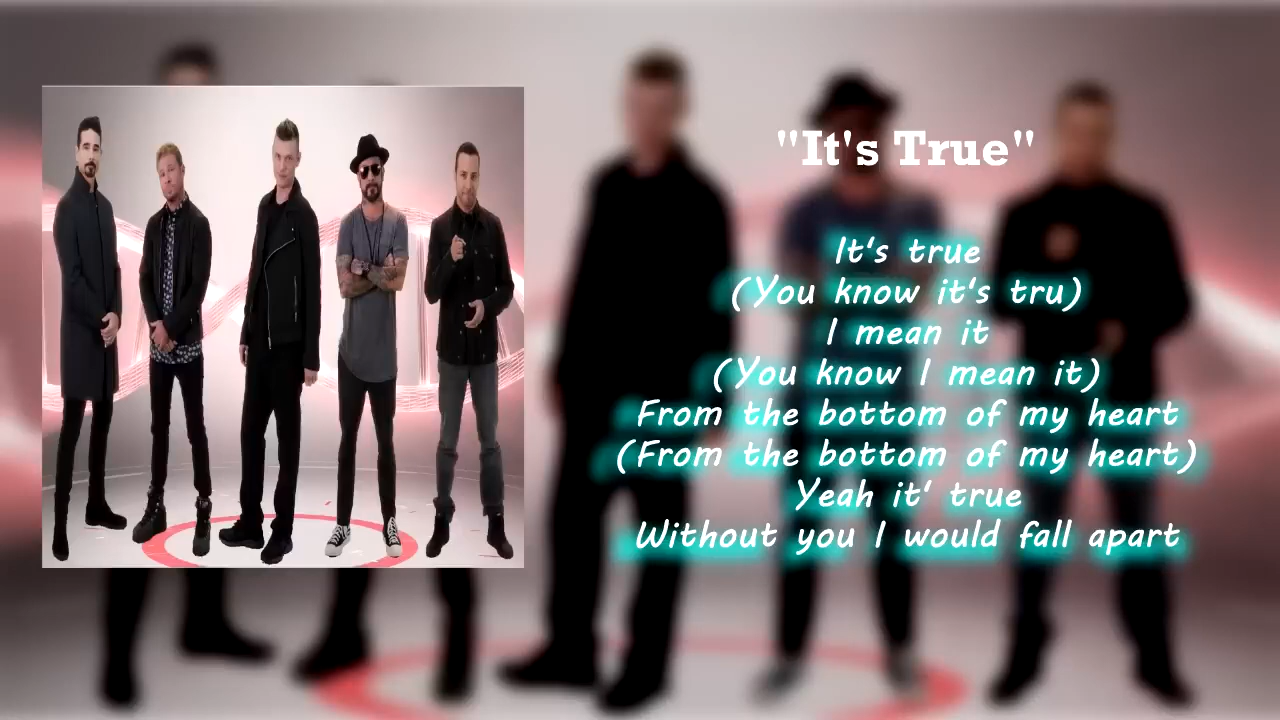 "It's True"
It's true
(You know it's tru)
I mean it
(You know I mean it)
From the bottom of my heart
(From the bottom of my heart)
Yeah it' true
Without you I would fall apart